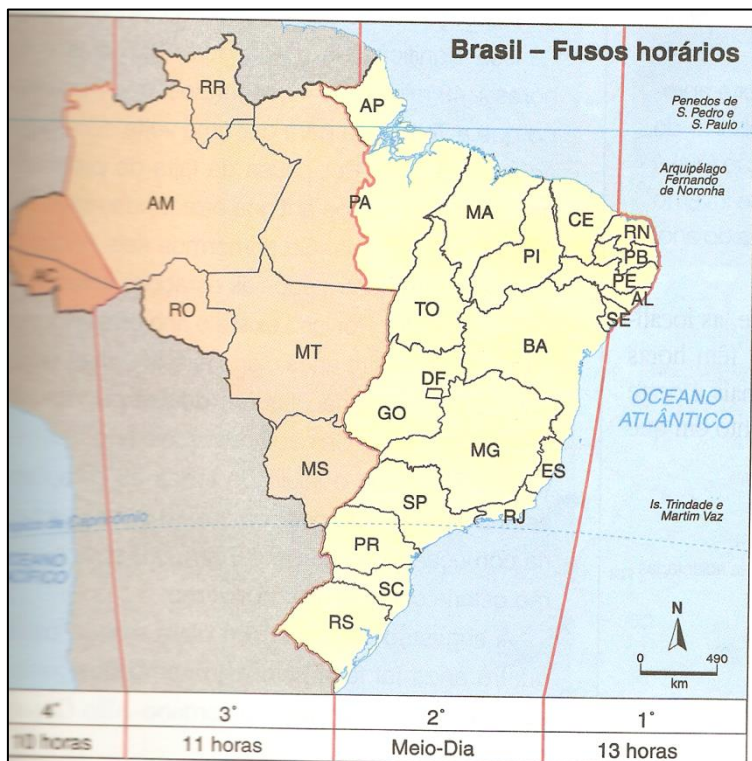 Brasil – Fusos horários
RR
AP
Penedos de
S. Pedro e
S. Paulo
Arquipélago
Fernando
de Noronha
AM
PA
MA
CE
RN
PB
PE
AL
SE
PI
AC
RO
TO
BA
MT
DF
GO
OCEANO
ATLÂNTICO
MG
ES
MS
SP
RJ
Is. Trindade e
Martim Vaz
de Capricórnio
PR
SC
RS
OCEANO
N
0 490
km
4° 3° 2° 1°
10 horas 11 horas Meio-Dia 13 horas